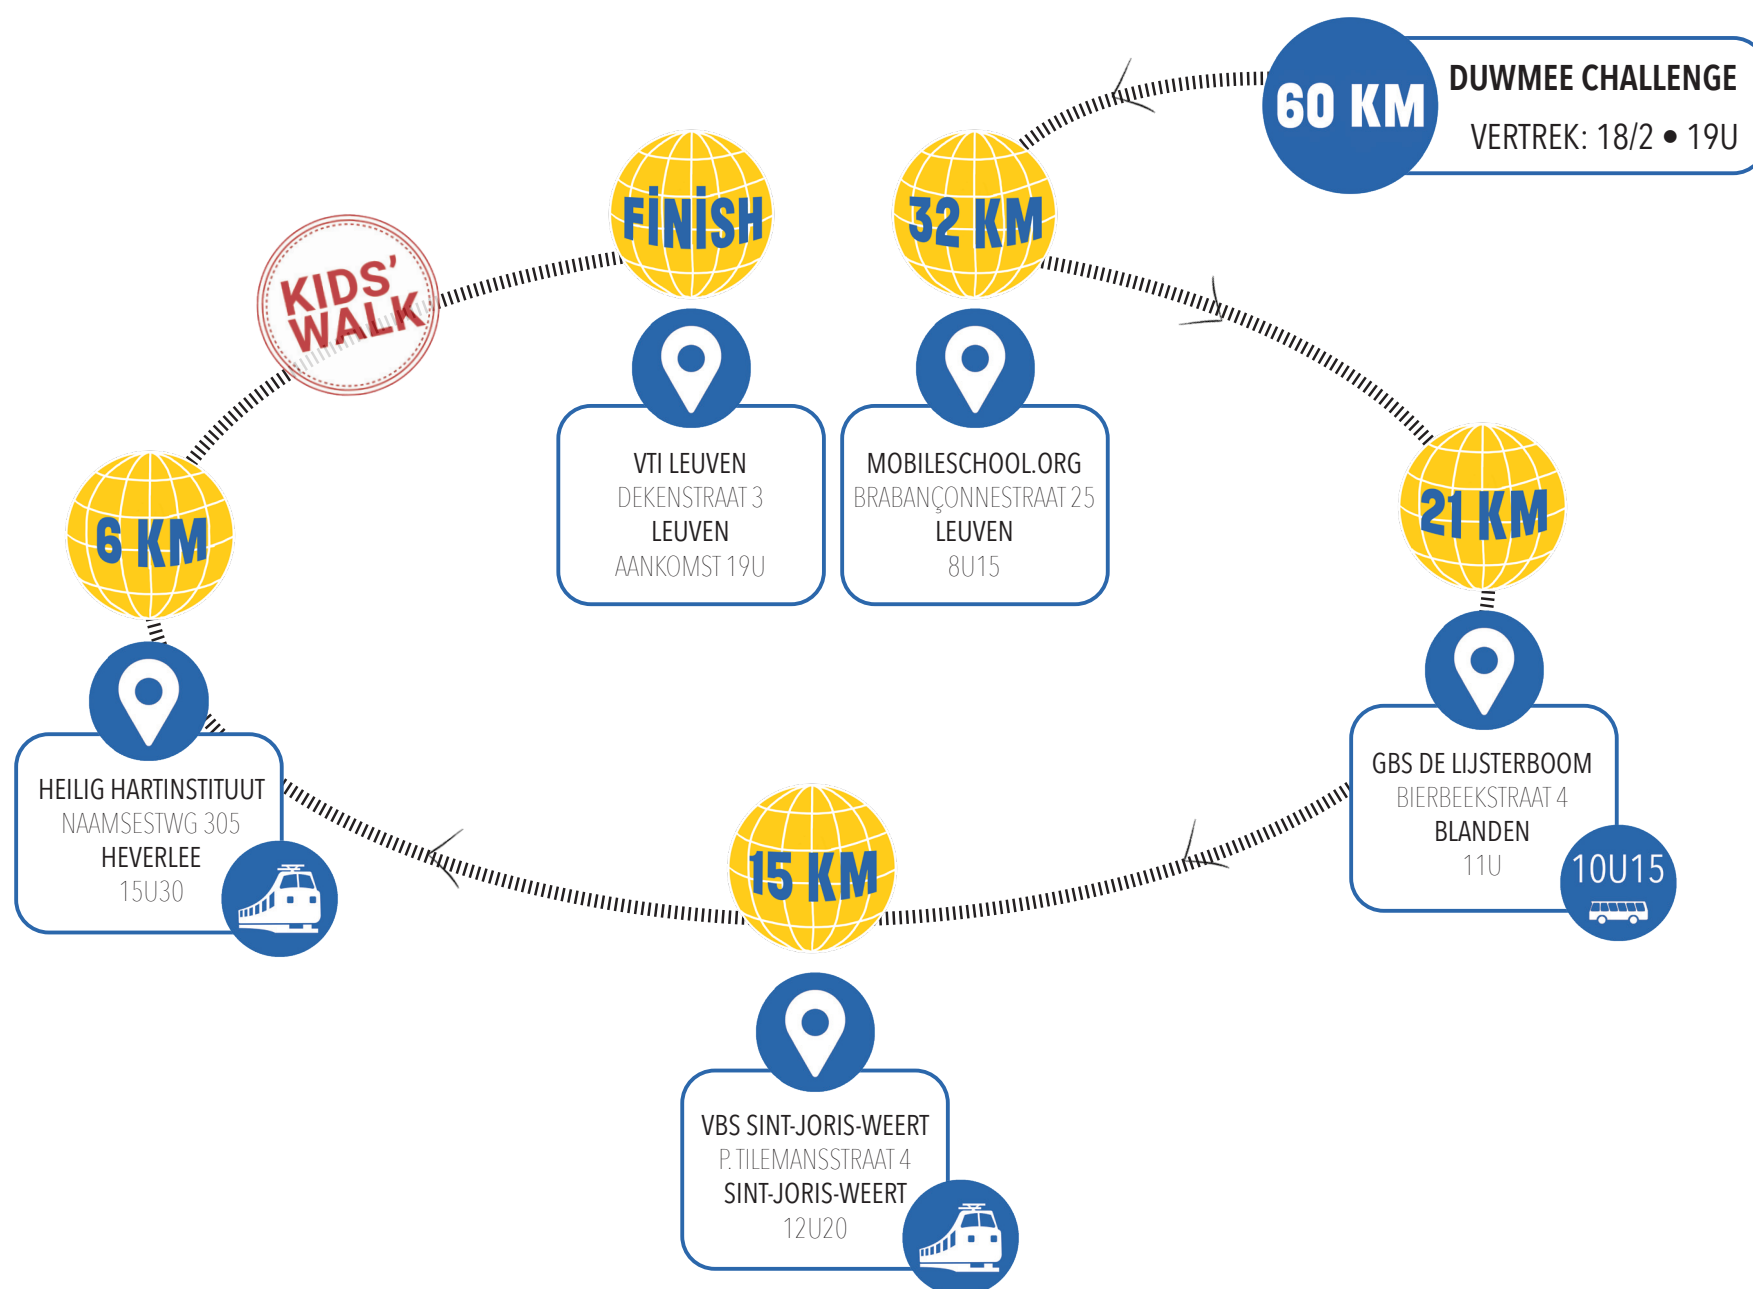 60 KM
DUWMEE CHALLENGE
VERTREK: 18/2 • 19U
FINISH
32 KM
KIDS'
WALK
VTI LEUVEN
DEKENSTRAAT 3
LEUVEN
AANKOMST 19U
MOBILESCHOOL.ORG
BRABANÇONNESTRAAT 25
LEUVEN
8U15
6 KM
21 KM
HEILIG HARTINSTITUUT
NAAMSESTWG 305
HEVERLEE
15U30
15 KM
GBS DE LIJSTERBOOM
BIERBEEKSTRAAT 4
BLANDEN
11U
10U15
VBS SINT-JORIS-WEERT
P. TILEMANSSTRAAT 4
SINT-JORIS-WEERT
12U20